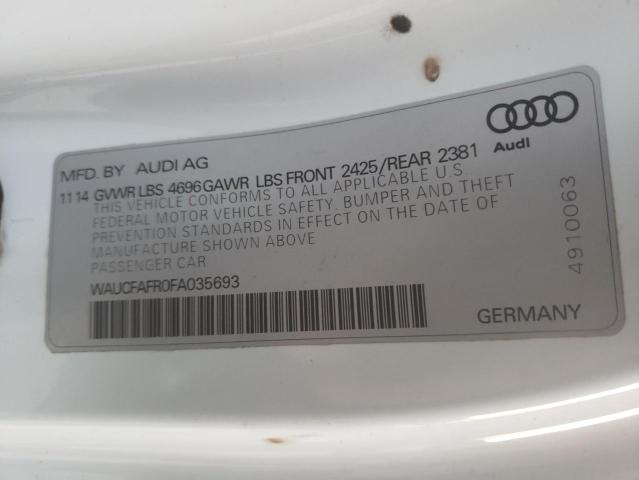 MFD. BY AUDI AG
11 14 GVWR LBS 4696 GAWR LBS FRONT 2425/REAR 2381
THIS VEHICLE CONFORMS TO ALL APPLICABLE U.S.
FEDERAL MOTOR VEHICLE SAFETY. BUMPER AND THEFT
PREVENTION STANDARDS IN EFFECT ON THE DATE OF
MANUFACTURE SHOWN ABOVE
PASSENGER CAR
WAUCFAFR0FA035693
Audi
4910063
GERMANY